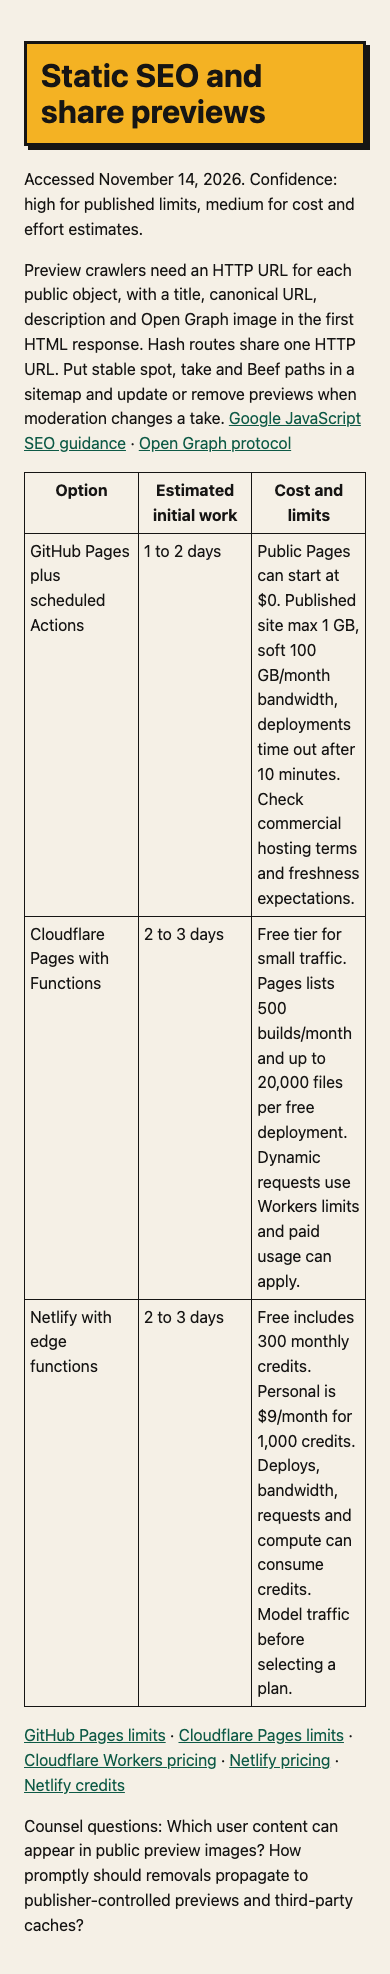 Static SEO and
share previews
Accessed November 14, 2026. Confidence:
high for published limits, medium for cost and
effort estimates.
Preview crawlers need an HTTP URL for each
public object, with a title, canonical URL,
description and Open Graph image in the first
HTML response. Hash routes share one HTTP
URL. Put stable spot, take and Beef paths in a
sitemap and update or remove previews when
moderation changes a take. Google JavaScript
SEO guidance · Open Graph protocol
Option
Estimated
initial work
Cost and
limits
GitHub Pages
plus
scheduled
Actions
1 to 2 days
Public Pages
can start at
$0. Published
site max 1 GB,
soft 100
GB/month
bandwidth,
deployments
time out after
10 minutes.
Check
commercial
hosting terms
and freshness
expectations.
Cloudflare
Pages with
Functions
2 to 3 days
Free tier for
small traffic.
Pages lists
500
builds/month
and up to
20,000 files
per free
deployment.
Dynamic
requests use
Workers limits
and paid
usage can
apply.
Netlify with
edge
functions
2 to 3 days
Free includes
300 monthly
credits.
Personal is
$9/month for
1,000 credits.
Deploys,
bandwidth,
requests and
compute can
consume
credits.
Model traffic
before
selecting a
plan.
GitHub Pages limits · Cloudflare Pages limits ·
Cloudflare Workers pricing · Netlify pricing ·
Netlify credits
Counsel questions: Which user content can
appear in public preview images? How
promptly should removals propagate to
publisher-controlled previews and third-party
caches?